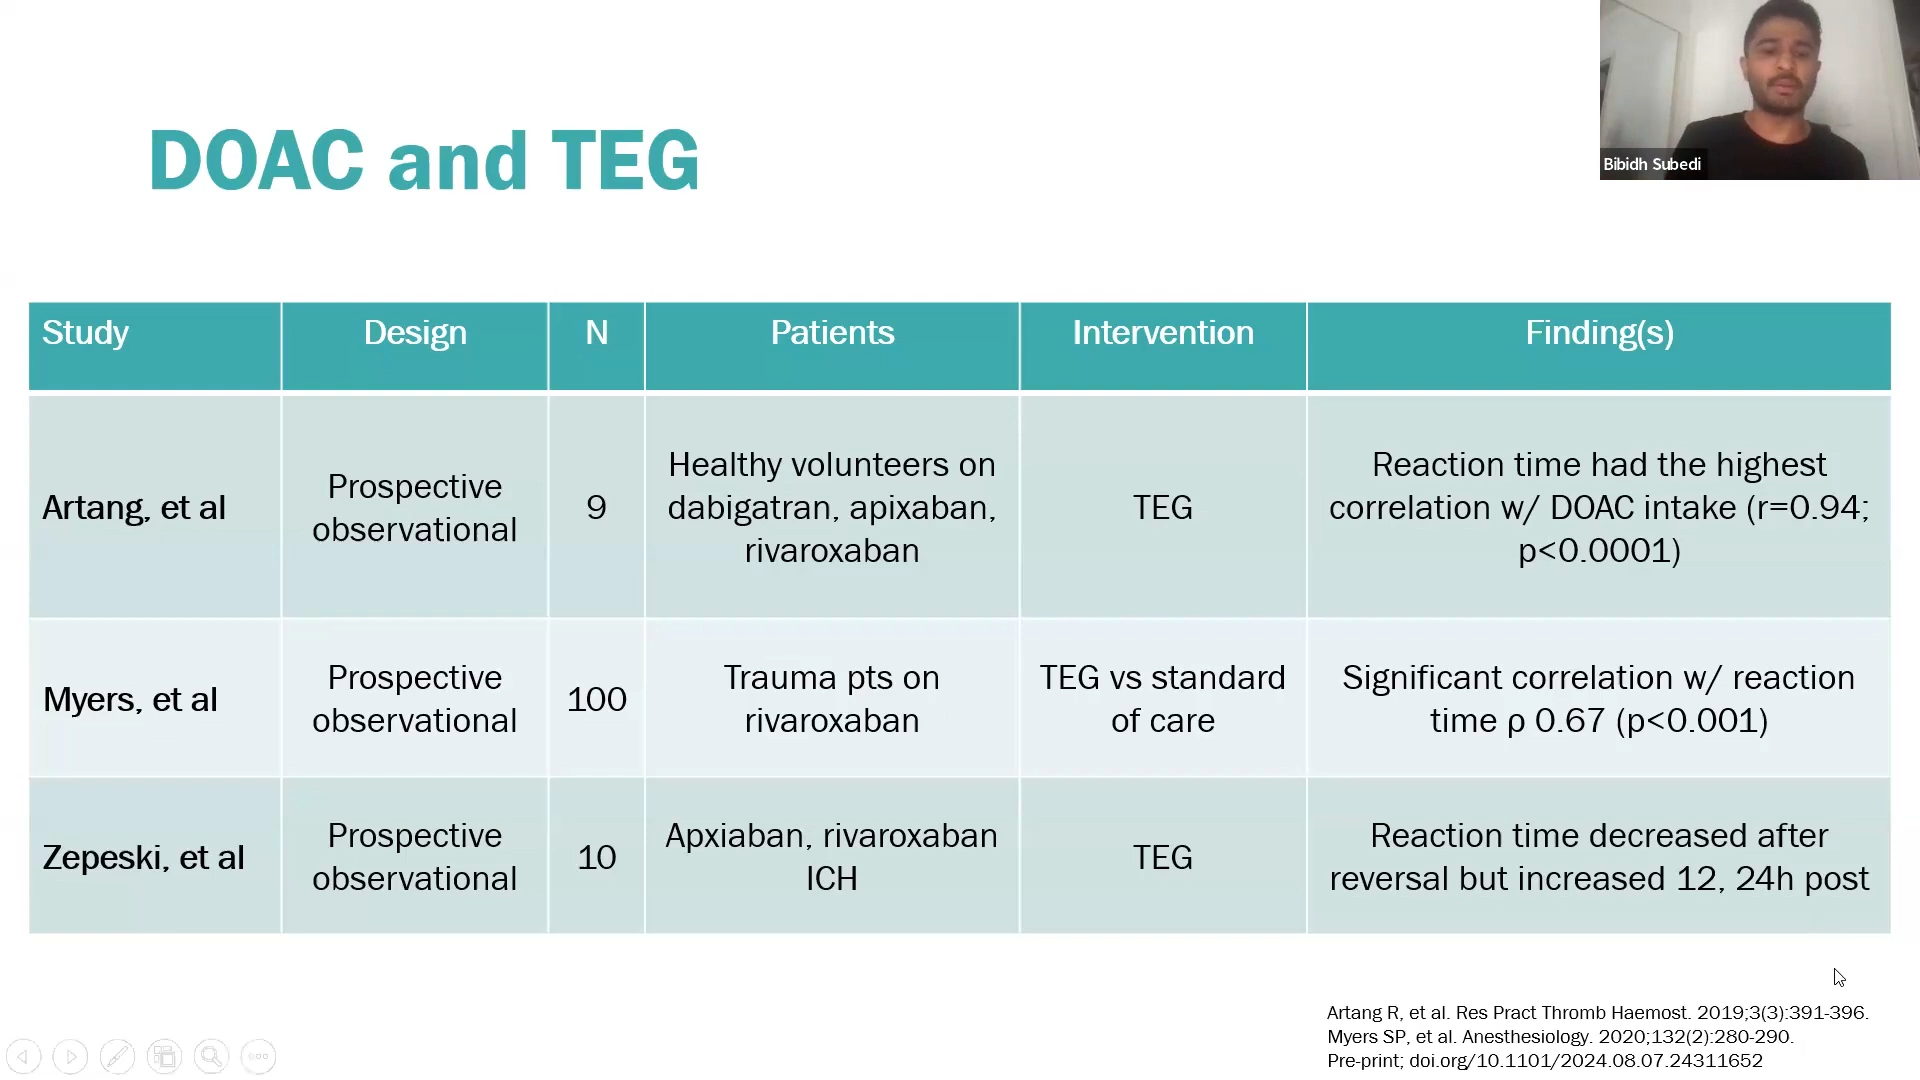 Bibidh Subedi
DOAC and TEG
Study
Design
N
Patients
Intervention
Finding(s)
Artang, et al
Prospective
observational
9
Healthy volunteers on
dabigatran, apixaban,
rivaroxaban
TEG
Reaction time had the highest
correlation w/ DOAC intake (r=0.94;
p<0.0001)
Myers, et al
Prospective
observational
100
Trauma pts on
rivaroxaban
TEG vs standard
of care
Significant correlation w/ reaction
time ρ 0.67 (p<0.001)
Zepeski, et al
Prospective
observational
10
Apxiaban, rivaroxaban
ICH
TEG
Reaction time decreased after
reversal but increased 12, 24h post
Artang R, et al. Res Pract Thromb Haemost. 2019;3(3):391-396.
Myers SP, et al. Anesthesiology. 2020;132(2):280-290.
Pre-print; doi.org/10.1101/2024.08.07.24311652